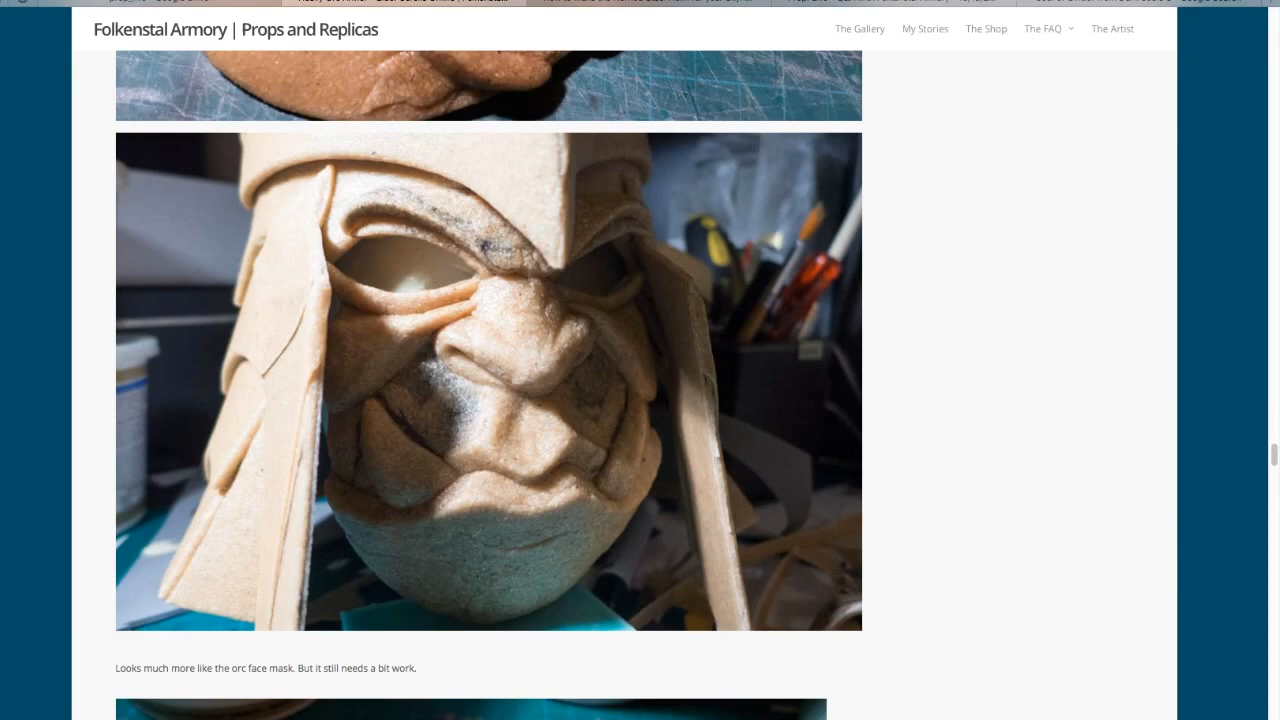 Folkenstal Armory | Props and Replicas
The Gallery
My Stories
The Shop
The FAQ
The Artist
Looks much more like the orc face mask. But it still needs a bit work.